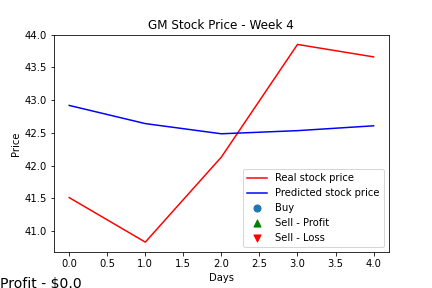 GM Stock Price - Week 4
44.0
43.5
43.0
42.5
42.0
41.5
41.0
Price
Real stock price
Predicted stock price
Buy
Sell - Profit
Sell - Loss
0.0 0.5 1.0 1.5 2.0 2.5 3.0 3.5 4.0
Days
Profit - $0.0